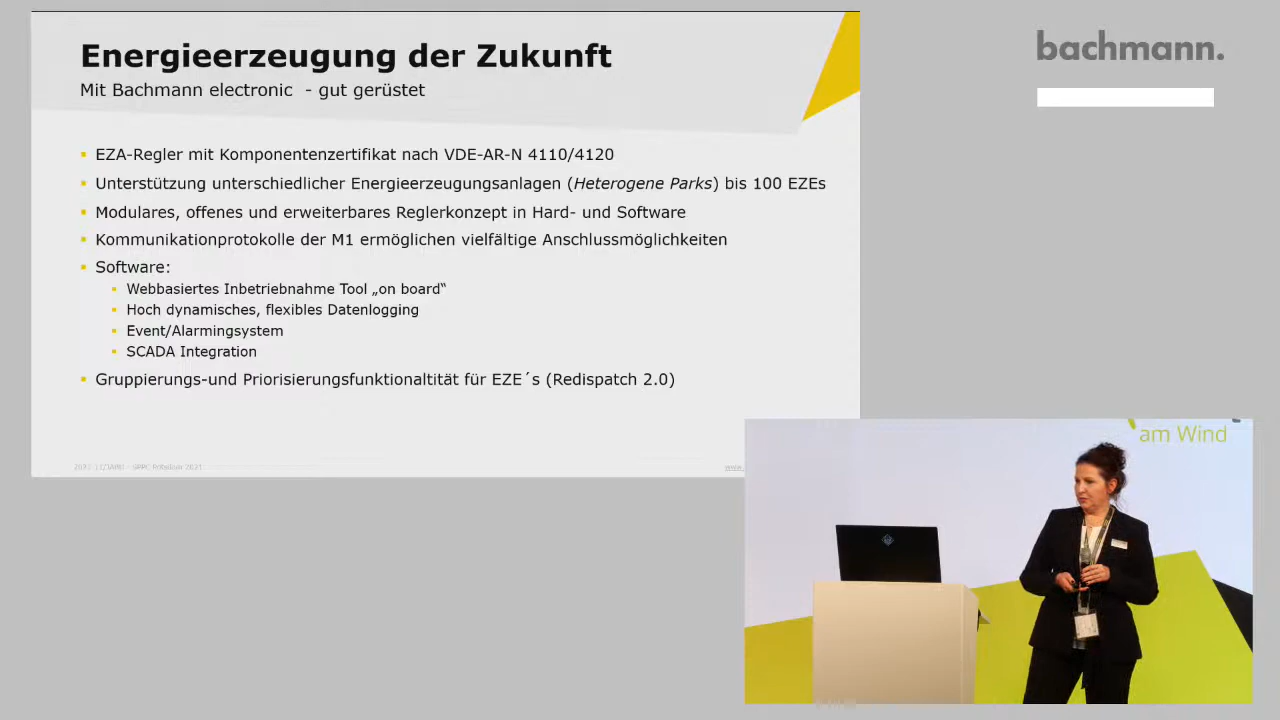 Energieerzeugung der Zukunft
Mit Bachmann electronic - gut gerüstet
bachmann.
EZA-Regler mit Komponentenzertifikat nach VDE-AR-N 4110/4120
Unterstützung unterschiedlicher Energieerzeugungsanlagen (Heterogene Parks) bis 100 EZEs
Modulares, offenes und erweiterbares Reglerkonzept in Hard- und Software
Kommunikationprotokolle der M1 ermöglichen vielfältige Anschlussmöglichkeiten
Software:
Webbasiertes Inbetriebnahme Tool „on board“
Hoch dynamisches, flexibles Datenlogging
Event/Alarmingsystem
SCADA Integration
Gruppierungs-und Priorisierungsfunktionaltität für EZE´s (Redispatch 2.0)
am Wind